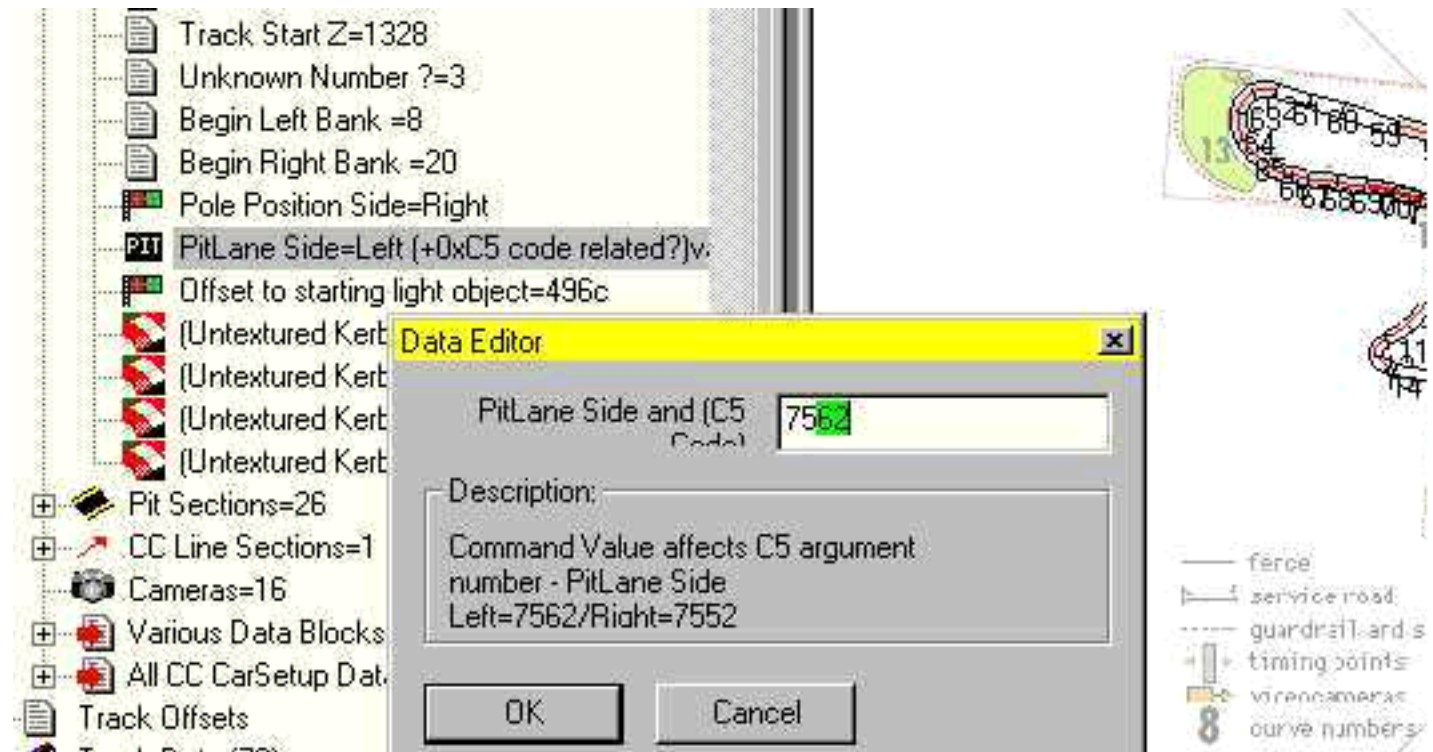 Track Start Z=1328
Unknown Number ?=3
Begin Left Bank =8
Begin Right Bank =20
Pole Position Side=Right
PIT PitLane Side=Left (+0xC5 code related?)v
Offset to starting light object=496c
(Untextured Kerb
(Untextured Kerb
(Untextured Kerb
(Untextured Kerb
Pit Sections=26
CC Line Sections=1
Cameras=16
Various Data Blocks
All CC CarSetup Dat
Track Offsets
Data Editor
PitLane Side and (C5
Code)
7562
Description:
Command Value affects C5 argument
number - PitLane Side
Left=7562/Right=7552
OK
Cancel
13
fence
service road
guardrail and s
timing points
videocameras
8 curve numbers